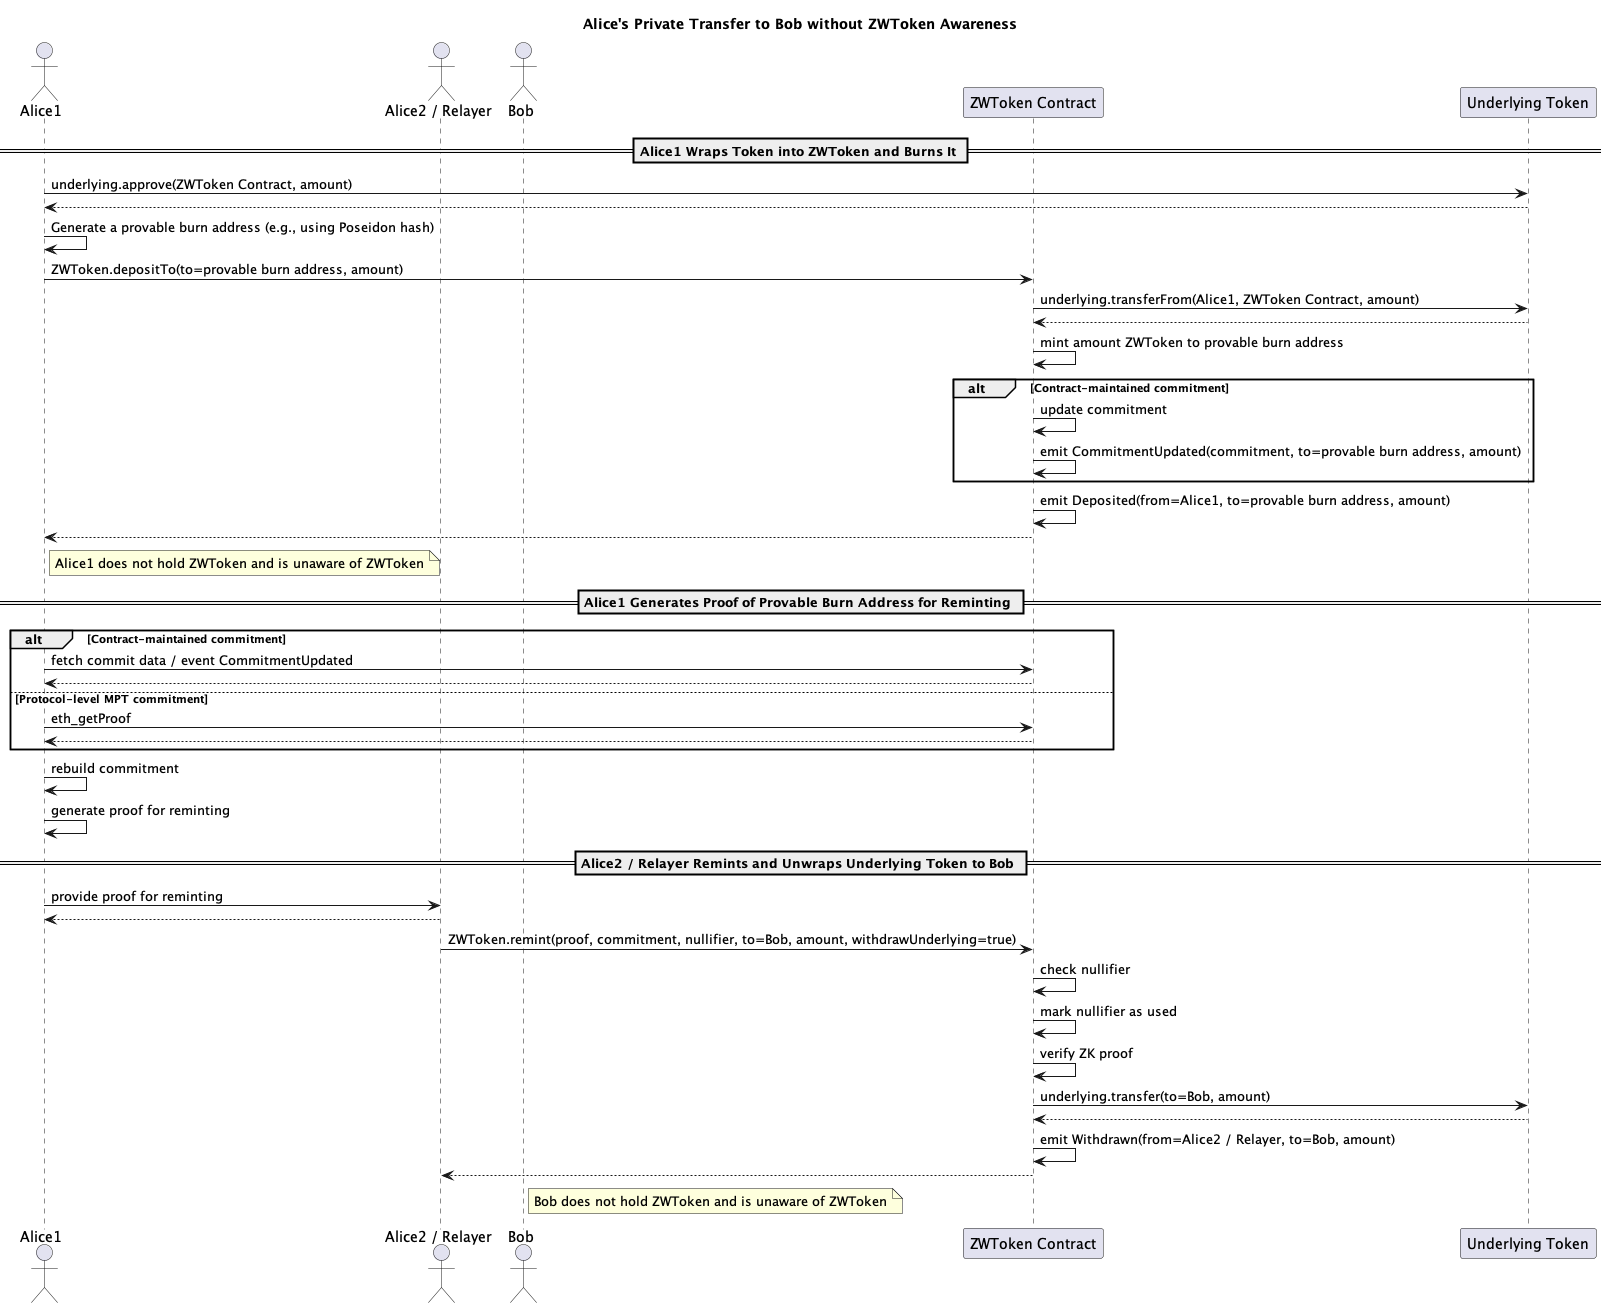 Alice's Private Transfer to Bob without ZWToken Awareness
Alice1
Alice2 / Relayer
Bob
ZWToken Contract
Underlying Token
Alice1 Wraps Token into ZWToken and Burns It
underlying.approve(ZWToken Contract, amount)
Generate a provable burn address (e.g., using Poseidon hash)
ZWToken.depositTo(to=provable burn address, amount)
underlying.transferFrom(Alice1, ZWToken Contract, amount)
mint amount ZWToken to provable burn address
alt [Contract-maintained commitment]
update commitment
emit CommitmentUpdated(commitment, to=provable burn address, amount)
emit Deposited(from=Alice1, to=provable burn address, amount)
Alice1 does not hold ZWToken and is unaware of ZWToken
Alice1 Generates Proof of Provable Burn Address for Reminting
alt [Contract-maintained commitment]
fetch commit data / event CommitmentUpdated
[Protocol-level MPT commitment]
eth_getProof
rebuild commitment
generate proof for reminting
Alice2 / Relayer Remints and Unwraps Underlying Token to Bob
provide proof for reminting
ZWToken.remint(proof, commitment, nullifier, to=Bob, amount, withdrawUnderlying=true)
check nullifier
mark nullifier as used
verify ZK proof
underlying.transfer(to=Bob, amount)
emit Withdrawn(from=Alice2 / Relayer, to=Bob, amount)
Bob does not hold ZWToken and is unaware of ZWToken
Alice1
Alice2 / Relayer
Bob
ZWToken Contract
Underlying Token